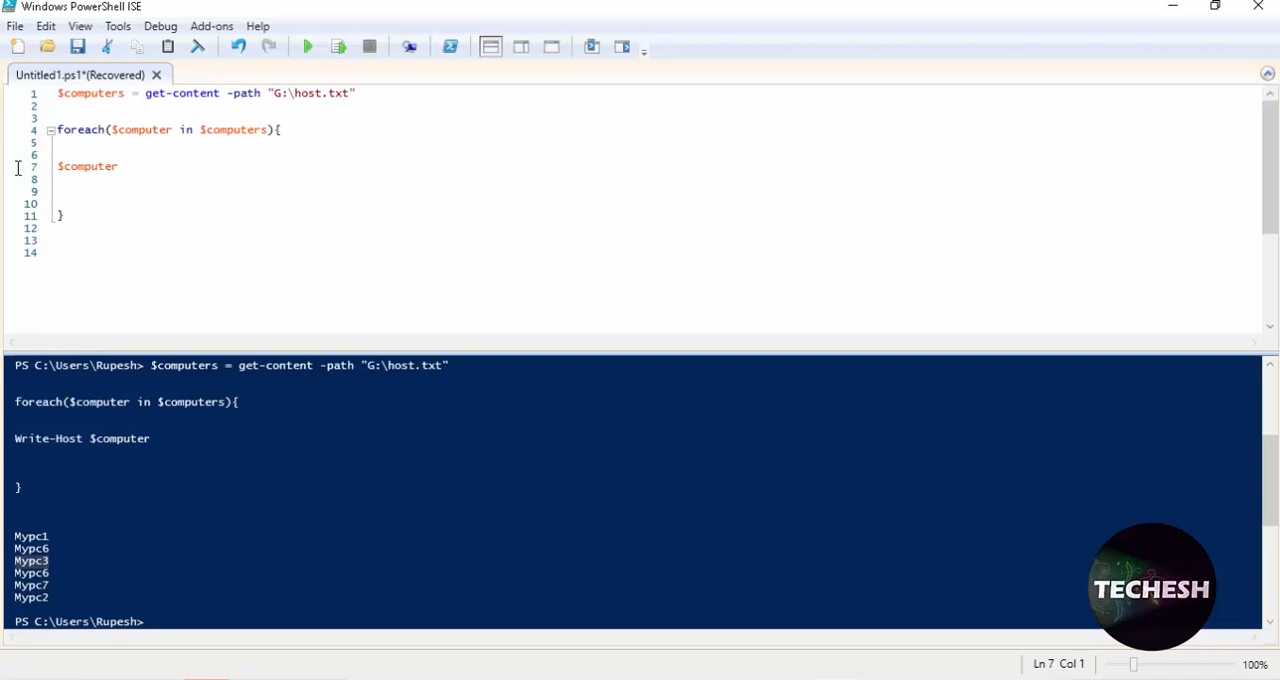 Windows PowerShell ISE
File Edit View Tools Debug Add-ons Help
Untitled1.ps1*(Recovered)
1 $computers = get-content -path "G:\host.txt"
2
3
4 foreach($computer in $computers){
5
6
7 $computer
8
9
10
11 }
12
13
14
PS C:\Users\Rupesh> $computers = get-content -path "G:\host.txt"
foreach($computer in $computers){
Write-Host $computer
}
Mypc1
Mypc6
Mypc3
Mypc6
Mypc7
Mypc2
PS C:\Users\Rupesh>
TECHESH
Ln 7 Col 1 100%